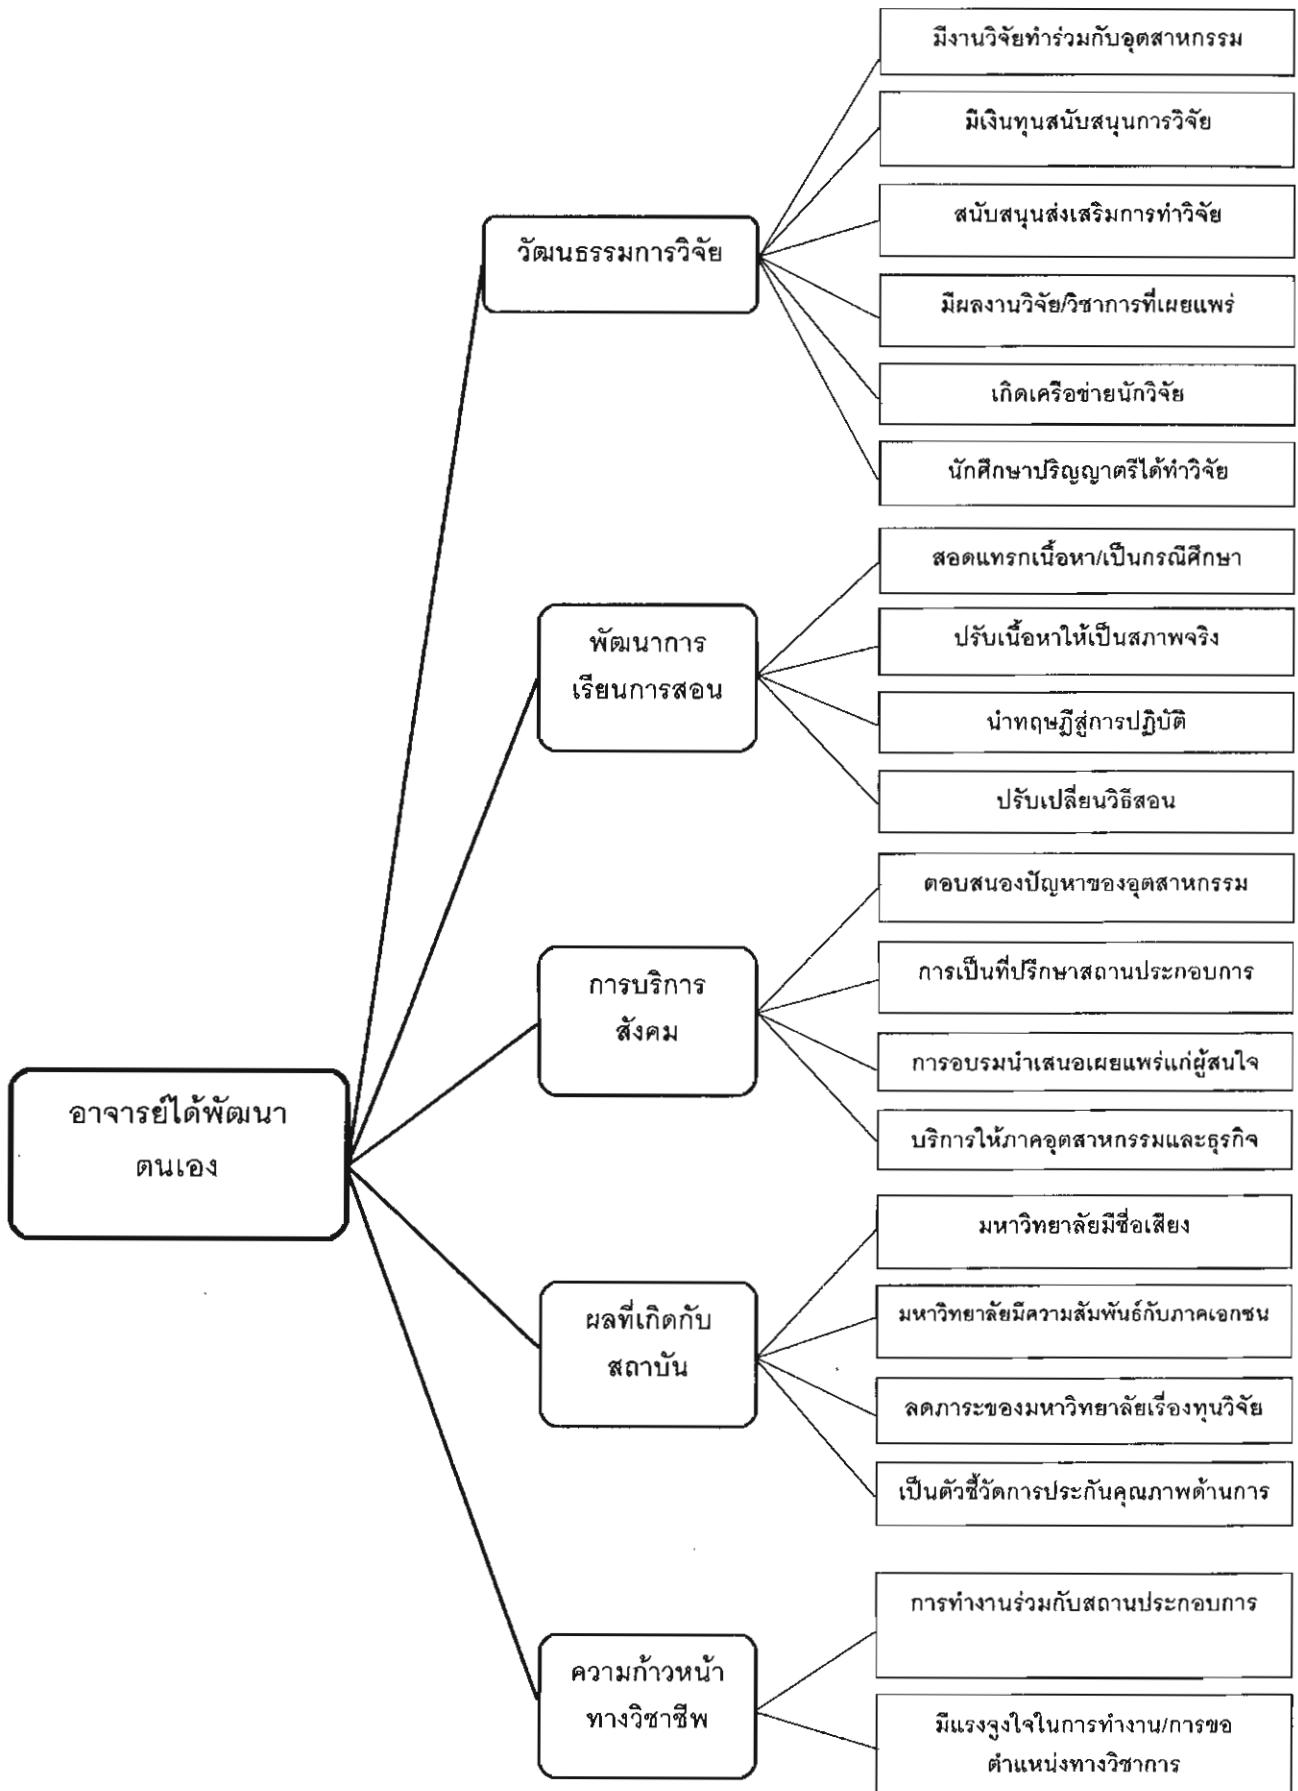 มีงานวิจัยทำร่วมกับอุตสาหกรรม
มีเงินทุนสนับสนุนการวิจัย
สนับสนุนส่งเสริมการทำวิจัย
วัฒนธรรมการวิจัย
มีผลงานวิจัย/วิชาการที่เผยแพร่
เกิดเครือข่ายนักวิจัย
นักศึกษาปริญญาตรีได้ทำวิจัย
สอดแทรกเนื้อหา/เป็นกรณีศึกษา
พัฒนาการ
เรียนการสอน
ปรับเนื้อหาให้เป็นสภาพจริง
นำทฤษฎีสู่การปฏิบัติ
ปรับเปลี่ยนวิธีสอน
ตอบสนองปัญหาของอุตสาหกรรม
การบริการ
สังคม
การเป็นที่ปรึกษาสถานประกอบการ
การอบรมนำเสนอเผยแพร่แก่ผู้สนใจ
บริการให้ภาคอุตสาหกรรมและธุรกิจ
อาจารย์ได้พัฒนา
ตนเอง
มหาวิทยาลัยมีชื่อเสียง
ผลที่เกิดกับ
สถาบัน
มหาวิทยาลัยมีความสัมพันธ์กับภาคเอกชน
ลดภาระของมหาวิทยาลัยเรื่องทุนวิจัย
เป็นตัวชี้วัดการประกันคุณภาพด้านการ
การทำงานร่วมกับสถานประกอบการ
ความก้าวหน้า
ทางวิชาชีพ
มีแรงจูงใจในการทำงาน/การขอ
ตำแหน่งทางวิชาการ